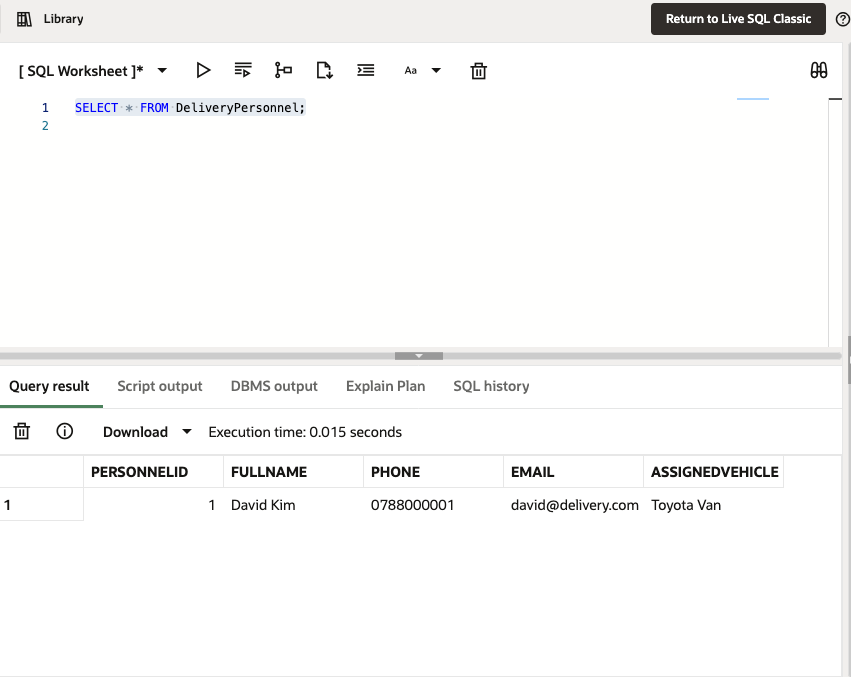 Library
Return to Live SQL Classic
[ SQL Worksheet ]*
Aa
1 SELECT * FROM DeliveryPersonnel;
2
Query result Script output DBMS output Explain Plan SQL history
Download Execution time: 0.015 seconds
PERSONNELID FULLNAME PHONE EMAIL ASSIGNEDVEHICLE
1 1 David Kim 0788000001 david@delivery.com Toyota Van